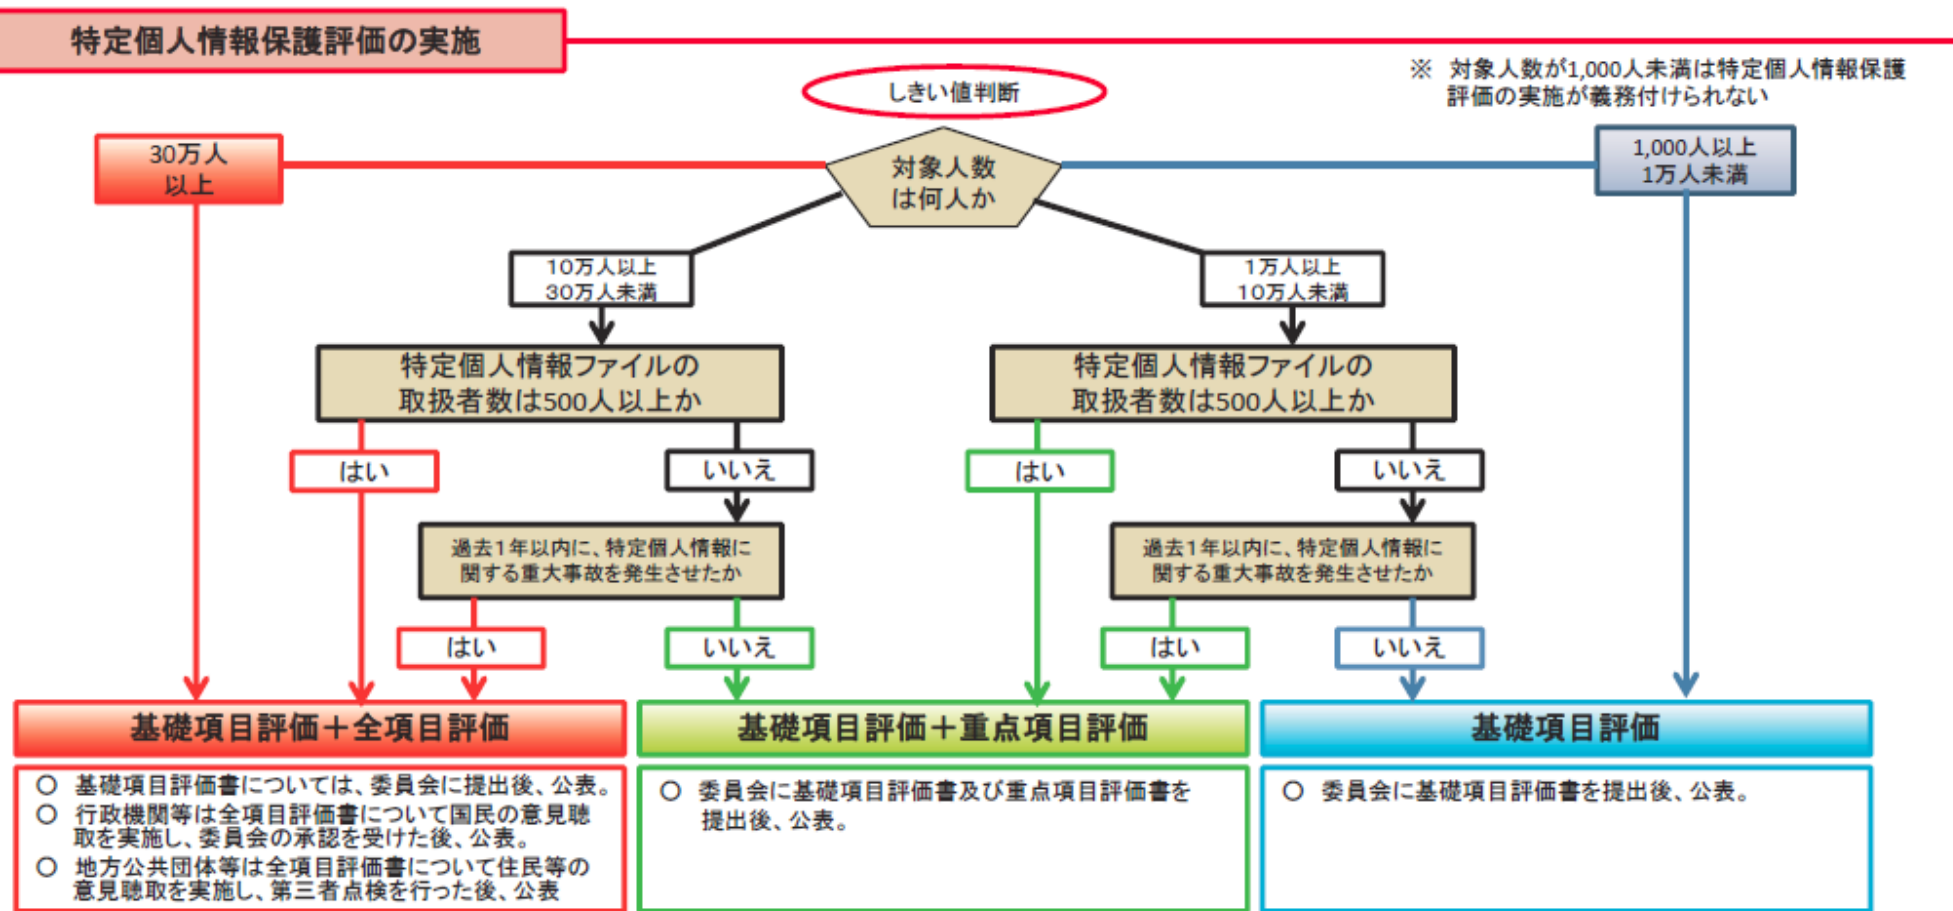 特定個人情報保護評価の実施
しきい値判断
※ 対象人数が1,000人未満は特定個人情報保護
評価の実施が義務付けられない
30万人
以上
対象人数
は何人か
1,000人以上
1万人未満
10万人以上
30万人未満
1万人以上
10万人未満
特定個人情報ファイルの
取扱者数は500人以上か
特定個人情報ファイルの
取扱者数は500人以上か
はい
いいえ
はい
いいえ
過去1年以内に、特定個人情報に
関する重大事故を発生させたか
過去1年以内に、特定個人情報に
関する重大事故を発生させたか
はい
いいえ
はい
いいえ
基礎項目評価＋全項目評価
○ 基礎項目評価書については、委員会に提出後、公表。
○ 行政機関等は全項目評価書について国民の意見聴
取を実施し、委員会の承認を受けた後、公表。
○ 地方公共団体等は全項目評価書について住民等の
意見聴取を実施し、第三者点検を行った後、公表
基礎項目評価＋重点項目評価
○ 委員会に基礎項目評価書及び重点項目評価書を
提出後、公表。
基礎項目評価
○ 委員会に基礎項目評価書を提出後、公表。